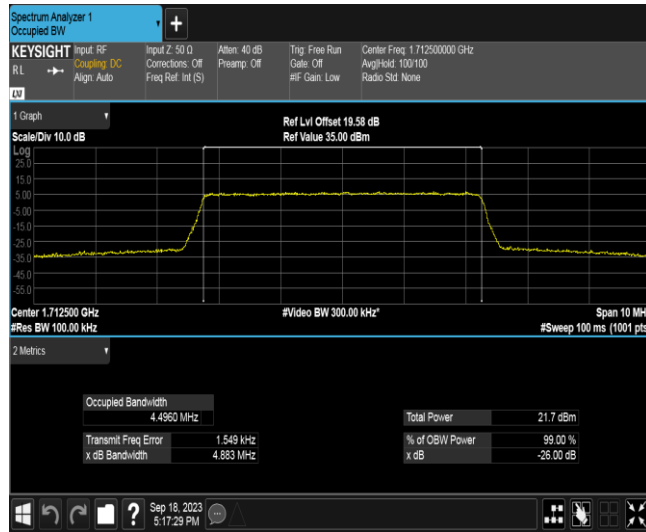 Spectrum Analyzer 1
Occupied BW
+
KEYSIGHT
RL
LXI
Input: RF
Coupling: DC
Align: Auto
Input Z: 50 Ω
Corrections: Off
Freq Ref: Int (S)
Atten: 40 dB
Preamp: Off
Trig: Free Run
Gate: Off
#IF Gain: Low
Center Freq: 1.712500000 GHz
Avg|Hold: 100/100
Radio Std: None
1 Graph
Scale/Div 10.0 dB
Ref Lvl Offset 19.58 dB
Ref Value 35.00 dBm
Log
25.0
15.0
5.00
-5.00
-15.0
-25.0
-35.0
-45.0
-55.0
Center 1.712500 GHz
#Res BW 100.00 kHz
#Video BW 300.00 kHz*
Span 10 MH
#Sweep 100 ms (1001 pts
2 Metrics
Occupied Bandwidth
4.4960 MHz
Transmit Freq Error 1.549 kHz
x dB Bandwidth 4.883 MHz
Total Power 21.7 dBm
% of OBW Power 99.00 %
x dB -26.00 dB
?
Sep 18, 2023
5:17:29 PM